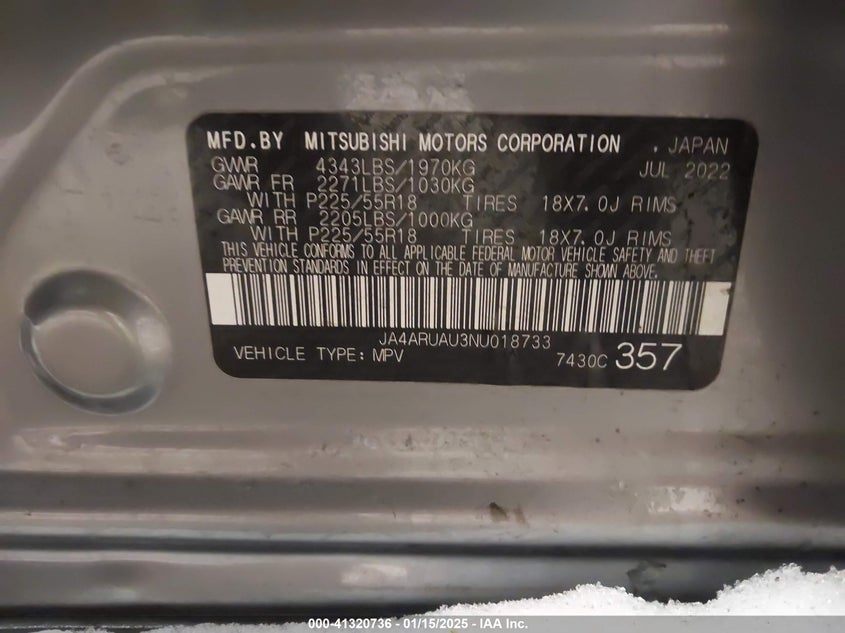 MFD.BY MITSUBISHI MOTORS CORPORATION , JAPAN
GVWR 4343LBS/1970KG JUL 2022
GAWR FR 2271LBS/1030KG
WITH P225/55R18 TIRES 18X7.0J RIMS
GAWR RR 2205LBS/1000KG
WITH P225/55R18 TIRES 18X7.0J RIMS
THIS VEHICLE CONFORMS TO ALL APPLICABLE FEDERAL MOTOR VEHICLE SAFETY AND THEFT
PREVENTION STANDARDS IN EFFECT ON THE DATE OF MANUFACTURE SHOWN ABOVE.
JA4ARUAU3NU018733
VEHICLE TYPE: MPV 7430C 357
000-41320736 - 01/15/2025 - IAA Inc.